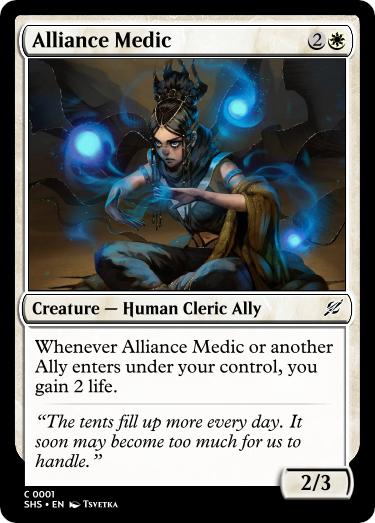 Alliance Medic 2
Creature — Human Cleric Ally
Whenever Alliance Medic or another
Ally enters under your control, you
gain 2 life.
“The tents fill up more every day. It
soon may become too much for us to
handle.”
2/3
C 0001
SHS • EN Tsvetka